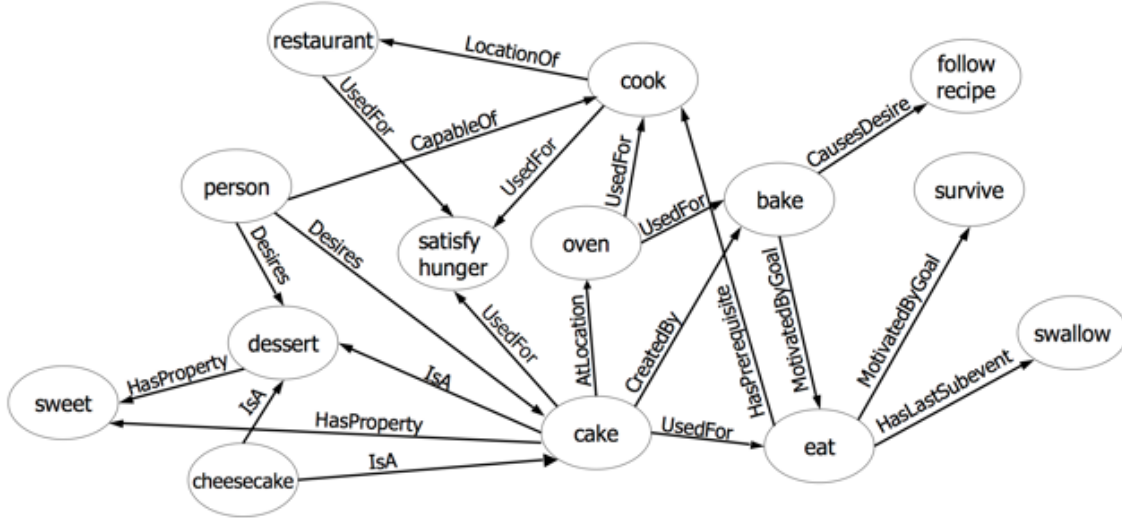 restaurant
LocationOf
cook
follow
recipe
UsedFor
CapableOf
UsedFor
UsedFor
CausesDesire
person
bake
survive
UsedFor
Desires
Desires
satisfy
hunger
oven
MotivatedByGoal
MotivatedByGoal
dessert
UsedFor
AtLocation
CreatedBy
HasPrerequisite
swallow
HasProperty
IsA
IsA
sweet
HasProperty
cake
UsedFor
HasLastSubevent
eat
cheesecake
IsA